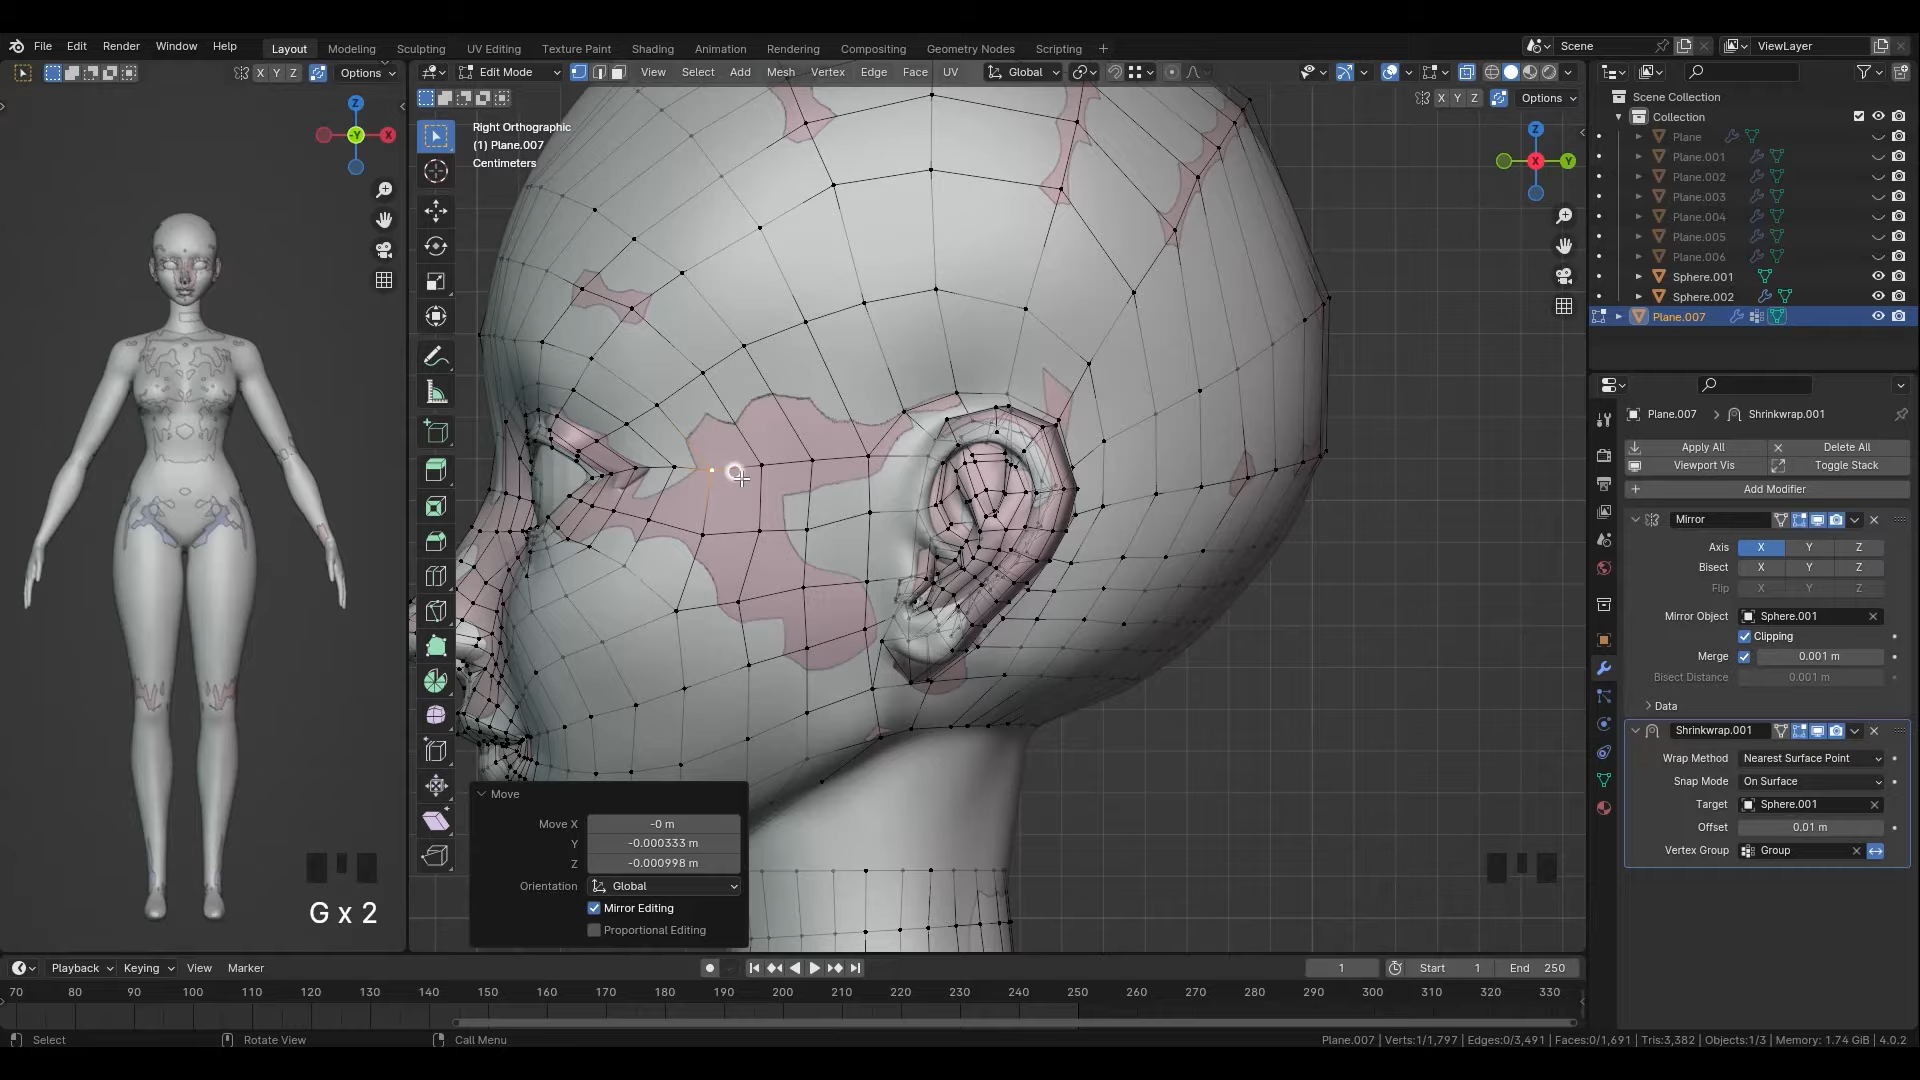 File Edit Render Window Help
Layout Modeling Sculpting UV Editing Texture Paint Shading Animation Rendering Compositing Geometry Nodes Scripting +
Scene
ViewLayer
X Y Z Options
Edit Mode View Select Add Mesh Vertex Edge Face UV Global
X Y Z Options
Right Orthographic
(1) Plane.007
Centimeters
Z
-Y
X
Z
X
Y
Scene Collection
Collection
Plane
Plane.001
Plane.002
Plane.003
Plane.004
Plane.005
Plane.006
Sphere.001
Sphere.002
Plane.007
Plane.007 > Shrinkwrap.001
Apply All Delete All
Viewport Vis Toggle Stack
Add Modifier
Mirror
Axis X Y Z
Bisect X Y Z
Flip X Y Z
Mirror Object Sphere.001
Clipping
Merge 0.001 m
Bisect Distance 0.001 m
Data
Shrinkwrap.001
Wrap Method Nearest Surface Point
Snap Mode On Surface
Target Sphere.001
Offset 0.01 m
Vertex Group Group
Move
Move X -0 m
Y -0.000333 m
Z -0.000998 m
Orientation Global
Mirror Editing
Proportional Editing
G x 2
Playback Keying View Marker
1 Start 1 End 250
70 80 90 100 110 120 130 140 150 160 170 180 190 200 210 220 230 240 250 260 270 280 290 300 310 320 330
Select Rotate View Call Menu
Plane.007 | Verts:1/1,797 | Edges:0/3,491 | Faces:0/1,691 | Tris:3,382 | Objects:1/3 | Memory: 1.74 GiB | 4.0.2